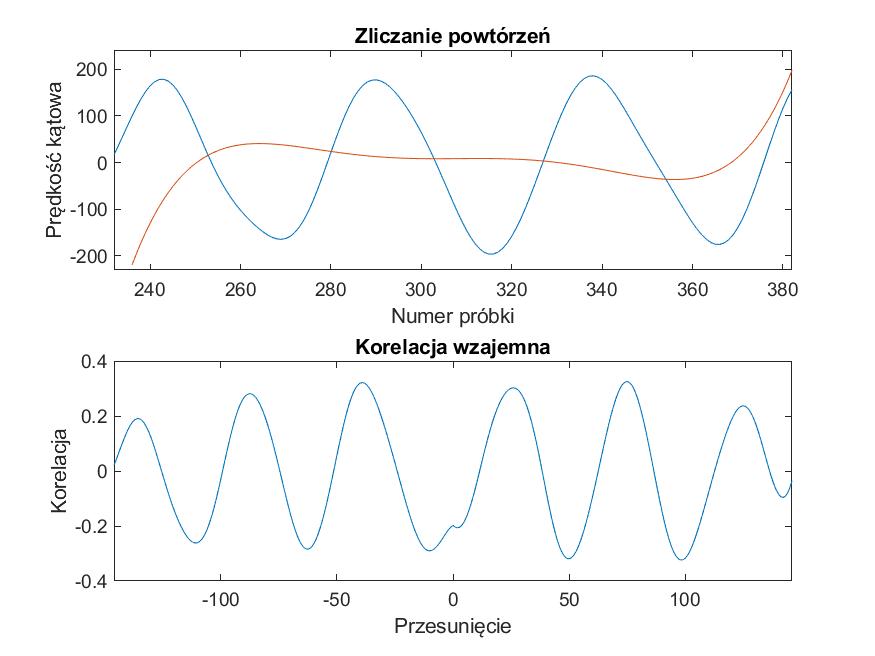 Zliczanie powtórzeń
200
100
0
-100
-200
Prędkość kątowa
240 260 280 300 320 340 360 380
Numer próbki
Korelacja wzajemna
0.4
0.2
0
-0.2
-0.4
Korelacja
-100 -50 0 50 100
Przesunięcie